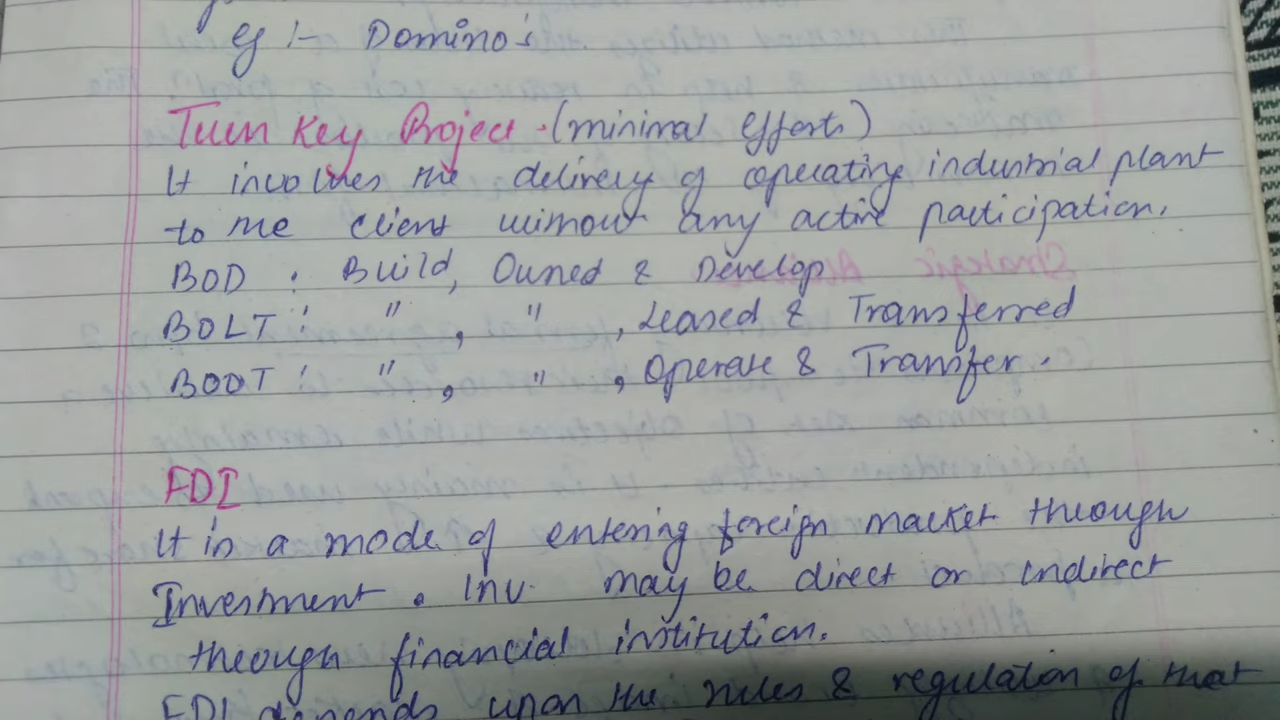 eg :- Domino's
Turn Key Project -(minimal efforts)
It involves the delivery of operating industrial plant
to the client without any active participation.
BOD : Build, Owned & Develop
BOLT : " , " , Leased & Transferred
BOOT : " , " , Operate & Transfer.
FDI
It is a mode of entering foreign market through
Investment. Inv. may be direct or indirect
through financial institution.
FDI depends upon the rules & regulation of that